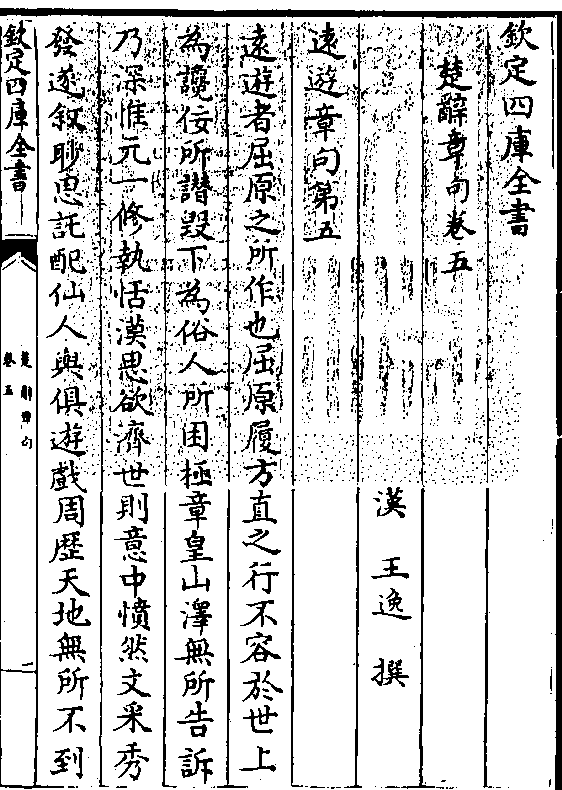 欽定四庫全書
楚辭章句卷五
漢　王逸　撰
遠遊章句第五
遠遊者屈原之所作也屈原履方直之行不容於世上
為讒佞所譖毀下為俗人所困極章皇山澤無所告訴
乃深惟元一修執恬漠思欲濟世則意中憤然文采秀
發遂叙眇思託配仙人與俱遊戲周歷天地無所不到
欽定四庫全書
楚辭章句
卷五
一